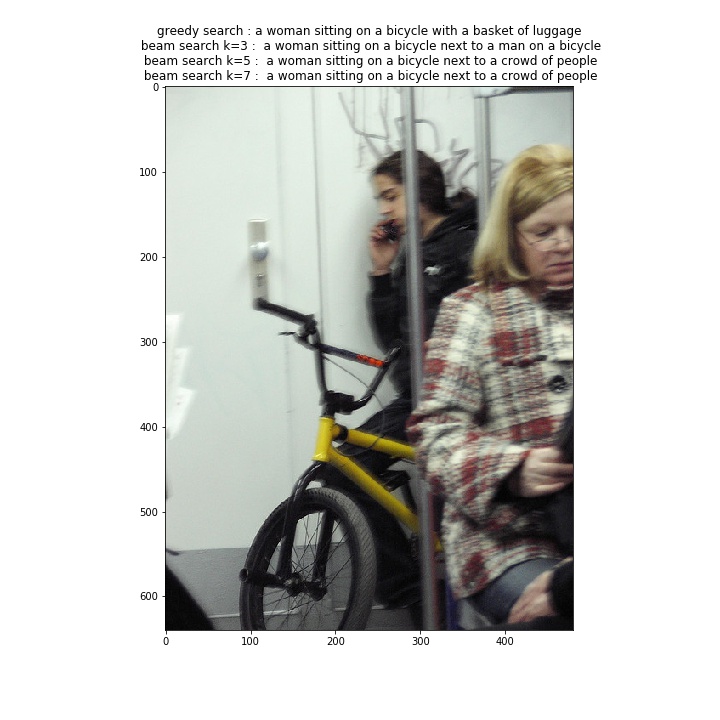 greedy search : a woman sitting on a bicycle with a basket of luggage
beam search k=3 :  a woman sitting on a bicycle next to a man on a bicycle
beam search k=5 :  a woman sitting on a bicycle next to a crowd of people
beam search k=7 :  a woman sitting on a bicycle next to a crowd of people
0
100
200
300
400
500
600
0 100 200 300 400